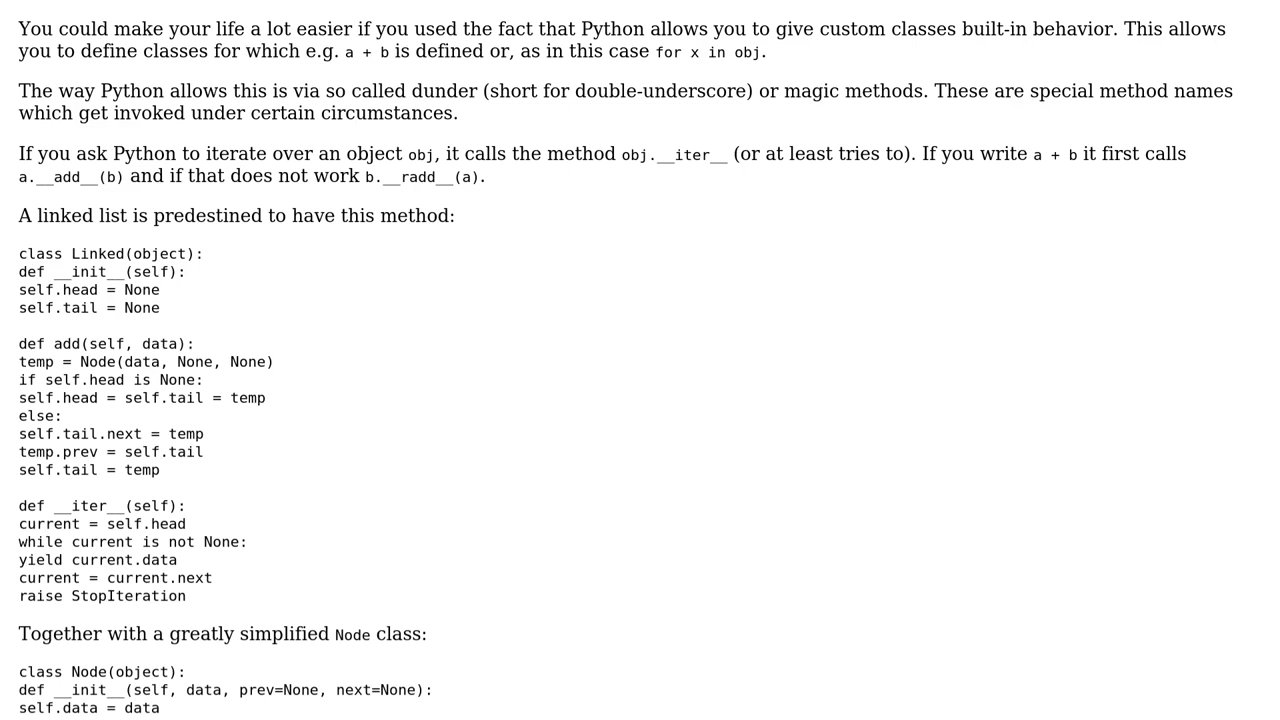 You could make your life a lot easier if you used the fact that Python allows you to give custom classes built-in behavior. This allows
you to define classes for which e.g. a + b is defined or, as in this case for x in obj.
The way Python allows this is via so called dunder (short for double-underscore) or magic methods. These are special method names
which get invoked under certain circumstances.
If you ask Python to iterate over an object obj, it calls the method obj.__iter__ (or at least tries to). If you write a + b it first calls
a.__add__(b) and if that does not work b.__radd__(a).
A linked list is predestined to have this method:
class Linked(object):
def __init__(self):
self.head = None
self.tail = None
def add(self, data):
temp = Node(data, None, None)
if self.head is None:
self.head = self.tail = temp
else:
self.tail.next = temp
temp.prev = self.tail
self.tail = temp
def __iter__(self):
current = self.head
while current is not None:
yield current.data
current = current.next
raise StopIteration
Together with a greatly simplified Node class:
class Node(object):
def __init__(self, data, prev=None, next=None):
self.data = data